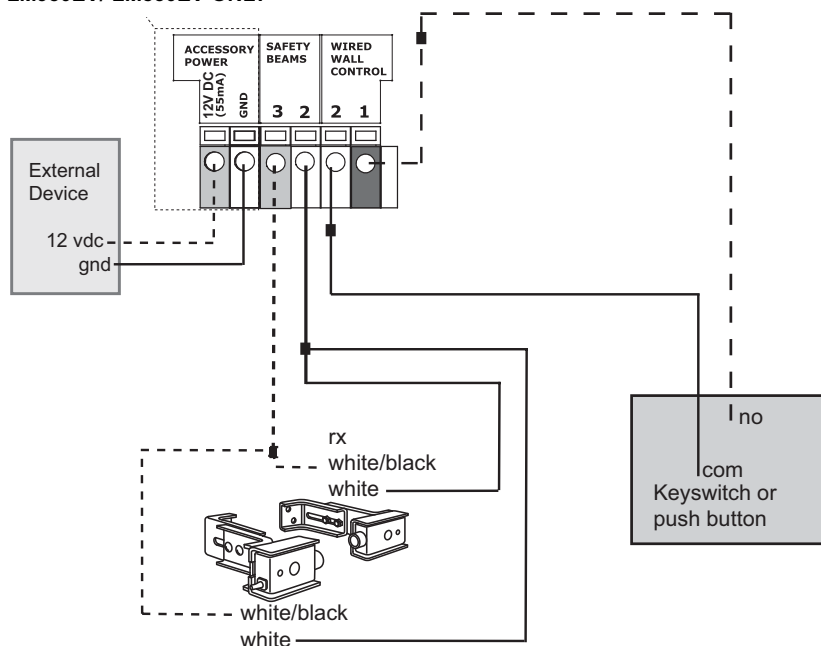 ACCESSORY POWER
SAFETY BEAMS
WIRED WALL CONTROL
12V DC (55mA)
GND
3
2
2
1
External
Device
12 vdc
gnd
no
com
Keyswitch or
push button
rx
white/black
white
white/black
white